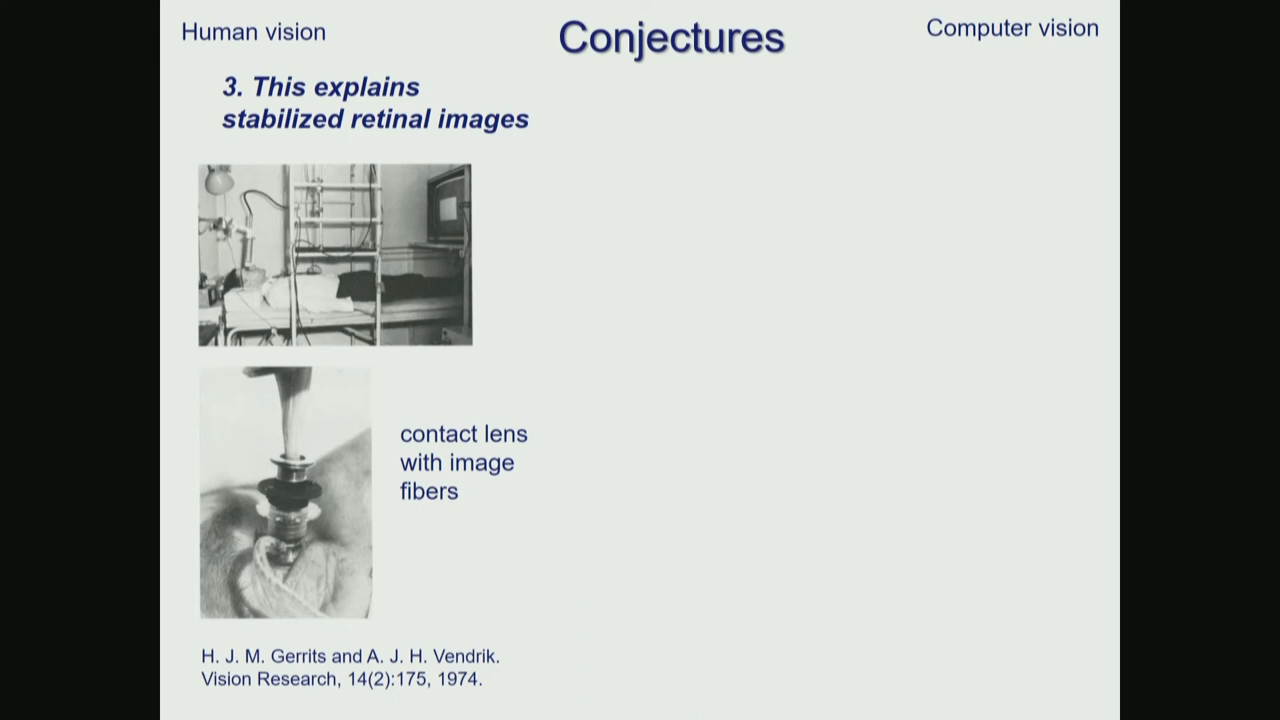 Human vision
Conjectures
Computer vision
3. This explains
stabilized retinal images
contact lens
with image
fibers
H. J. M. Gerrits and A. J. H. Vendrik.
Vision Research, 14(2):175, 1974.